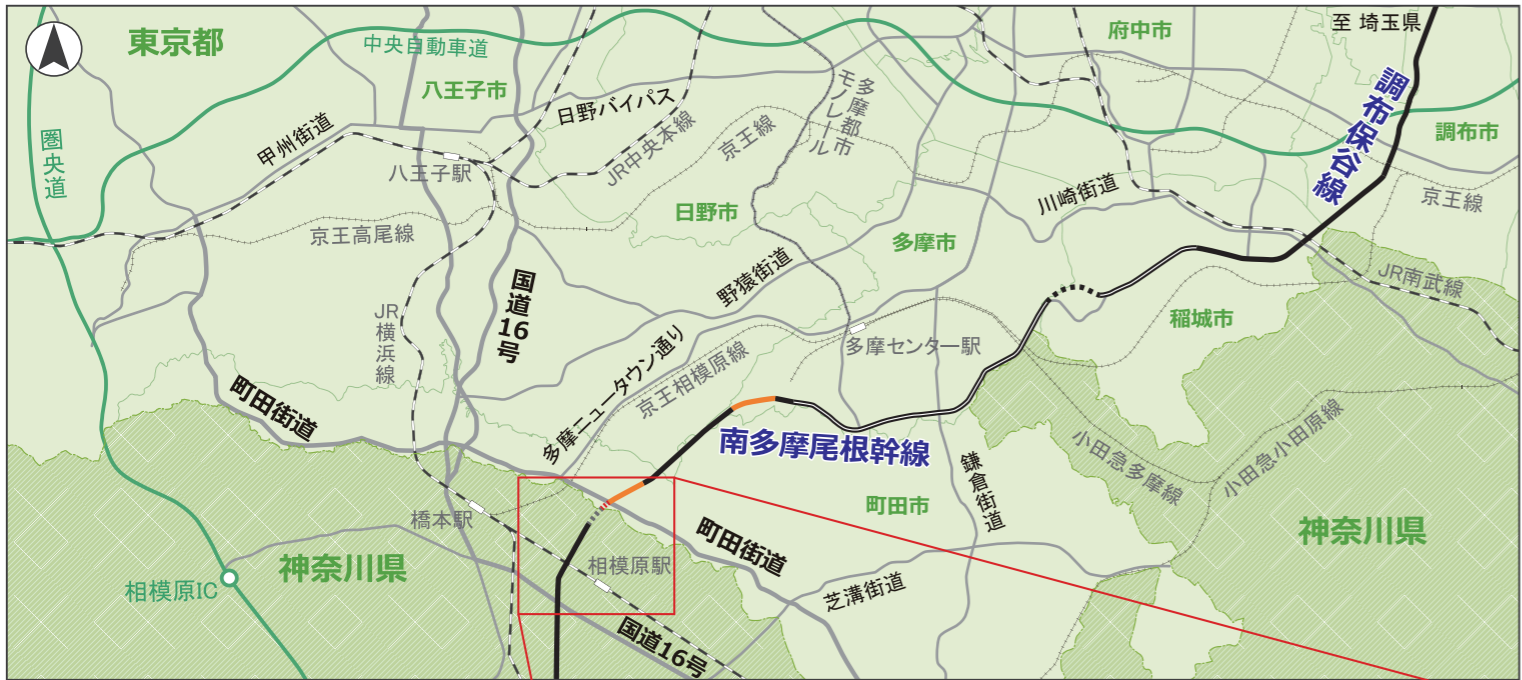 東京都
中央自動車道
八王子市
府中市
至 埼玉県
圏央道
甲州街道
日野バイパス
多摩都市
モノレール
調布保谷線
調布市
八王子駅
JR中央本線
京王線
京王線
日野市
川崎街道
京王高尾線
多摩市
野猿街道
国道16号
JR南武線
JR横浜線
稲城市
多摩センター駅
多摩ニュータウン通り
京王相模原線
町田街道
南多摩尾根幹線
小田急多摩線
小田急小田原線
鎌倉街道
町田市
橋本駅
町田街道
神奈川県
神奈川県
相模原駅
相模原IC
芝溝街道
国道16号